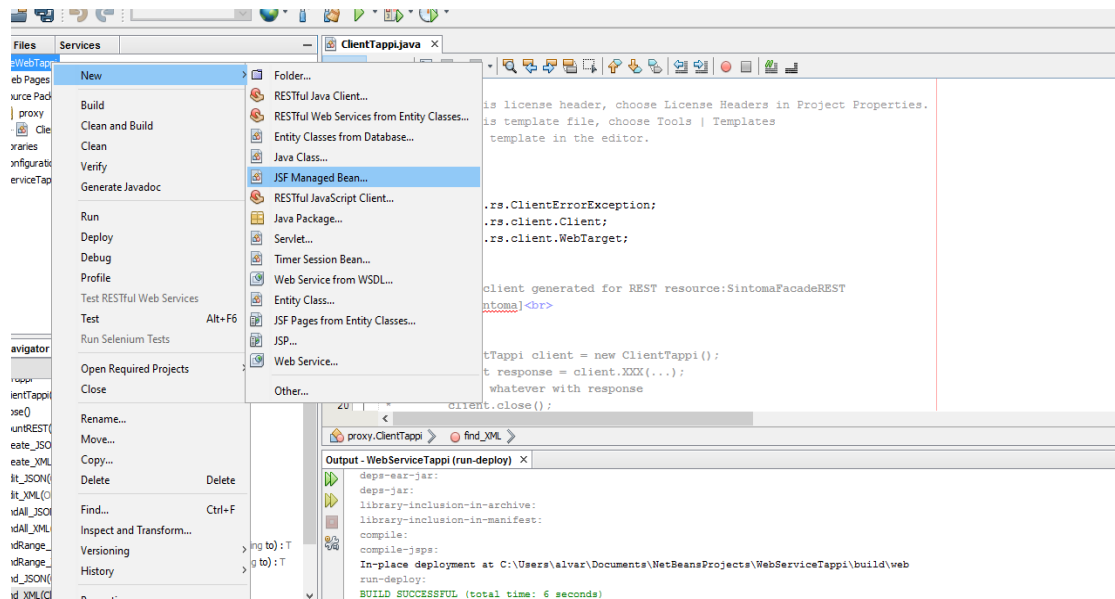 Files
Services
ClientTappi.java
eWebTapp
eb Pages
ource Pack
proxy
Clie
braries
onfiguratio
erviceTap
New
Build
Clean and Build
Clean
Verify
Generate Javadoc
Run
Deploy
Debug
Profile
Test RESTful Web Services
Test Alt+F6
Run Selenium Tests
Open Required Projects
Close
Rename...
Move...
Copy...
Delete Delete
Find... Ctrl+F
Inspect and Transform...
Versioning
History
Folder...
RESTful Java Client...
RESTful Web Services from Entity Classes...
Entity Classes from Database...
Java Class...
JSF Managed Bean...
RESTful JavaScript Client...
Java Package...
Servlet...
Timer Session Bean...
Web Service from WSDL...
Entity Class...
JSF Pages from Entity Classes...
JSP...
Web Service...
Other...
is license header, choose License Headers in Project Properties.
is template file, choose Tools | Templates
template in the editor.
.rs.ClientErrorException;
.rs.client.Client;
.rs.client.WebTarget;
client generated for REST resource:SintomaFacadeREST
ntoma]<br>
tTappi client = new ClientTappi();
t response = client.XXX(...);
whatever with response
20 * client.close();
proxy.ClientTappi
find_XML
avigator
ientTappi(
ose()
ountREST(
eate_JSO
eate_XML
dit_JSON(
dit_XML(O
ndAll_JSO
ndAll_XML
ndRange_
ng to) : T
ndRange_
g to) : T
nd_JSON(
nd_XML(Cl
Output - WebServiceTappi (run-deploy)
deps-ear-jar:
deps-jar:
library-inclusion-in-archive:
library-inclusion-in-manifest:
compile:
compile-jsps:
In-place deployment at C:\Users\alvar\Documents\NetBeansProjects\WebServiceTappi\build\web
run-deploy:
BUILD SUCCESSFUL (total time: 6 seconds)